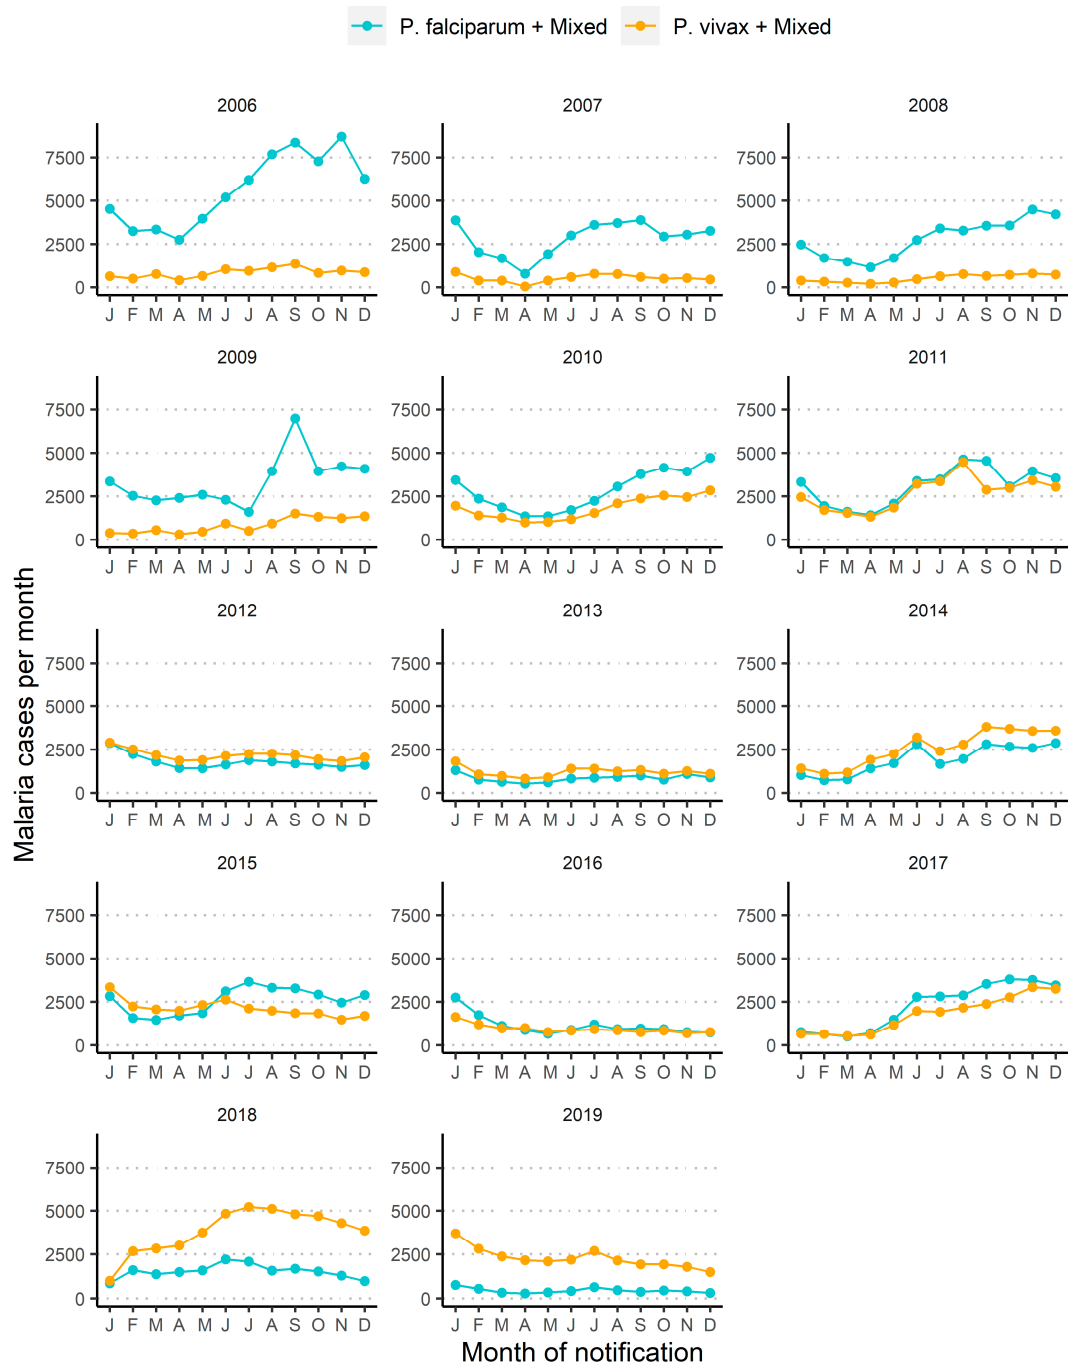 P. falciparum + Mixed P. vivax + Mixed
2006 2007 2008
7500 7500 7500
5000 5000 5000
2500 2500 2500
0 0 0
J F M A M J J A S O N D J F M A M J J A S O N D J F M A M J J A S O N D
2009 2010 2011
7500 7500 7500
5000 5000 5000
2500 2500 2500
0 0 0
J F M A M J J A S O N D J F M A M J J A S O N D J F M A M J J A S O N D
Malaria cases per month
2012 2013 2014
7500 7500 7500
5000 5000 5000
2500 2500 2500
0 0 0
J F M A M J J A S O N D J F M A M J J A S O N D J F M A M J J A S O N D
2015 2016 2017
7500 7500 7500
5000 5000 5000
2500 2500 2500
0 0 0
J F M A M J J A S O N D J F M A M J J A S O N D J F M A M J J A S O N D
2018 2019
7500 7500
5000 5000
2500 2500
0 0
J F M A M J J A S O N D J F M A M J J A S O N D
Month of notification